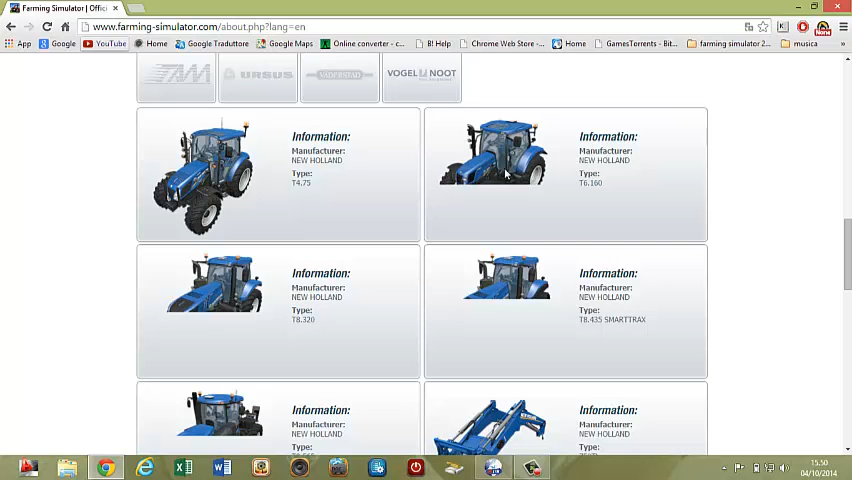 Farming Simulator | Offici
www.farming-simulator.com/about.php?lang=en
None
App
Google
YouTube
Home
Google Traduttore
Google Maps
Online converter - c...
B! Help
Chrome Web Store - ...
Home
GamesTorrents - Bit...
farming simulator 2...
musica
TAM
URSUS
VÄDERSTAD
VOGEL NOOT
Information:
Manufacturer:
NEW HOLLAND
Type:
T4.75
Information:
Manufacturer:
NEW HOLLAND
Type:
T6.160
Information:
Manufacturer:
NEW HOLLAND
Type:
T8.320
Information:
Manufacturer:
NEW HOLLAND
Type:
T8.435 SMARTTRAX
Information:
Manufacturer:
NEW HOLLAND
Type:
Information:
Manufacturer:
NEW HOLLAND
Type:
15.50
04/10/2014